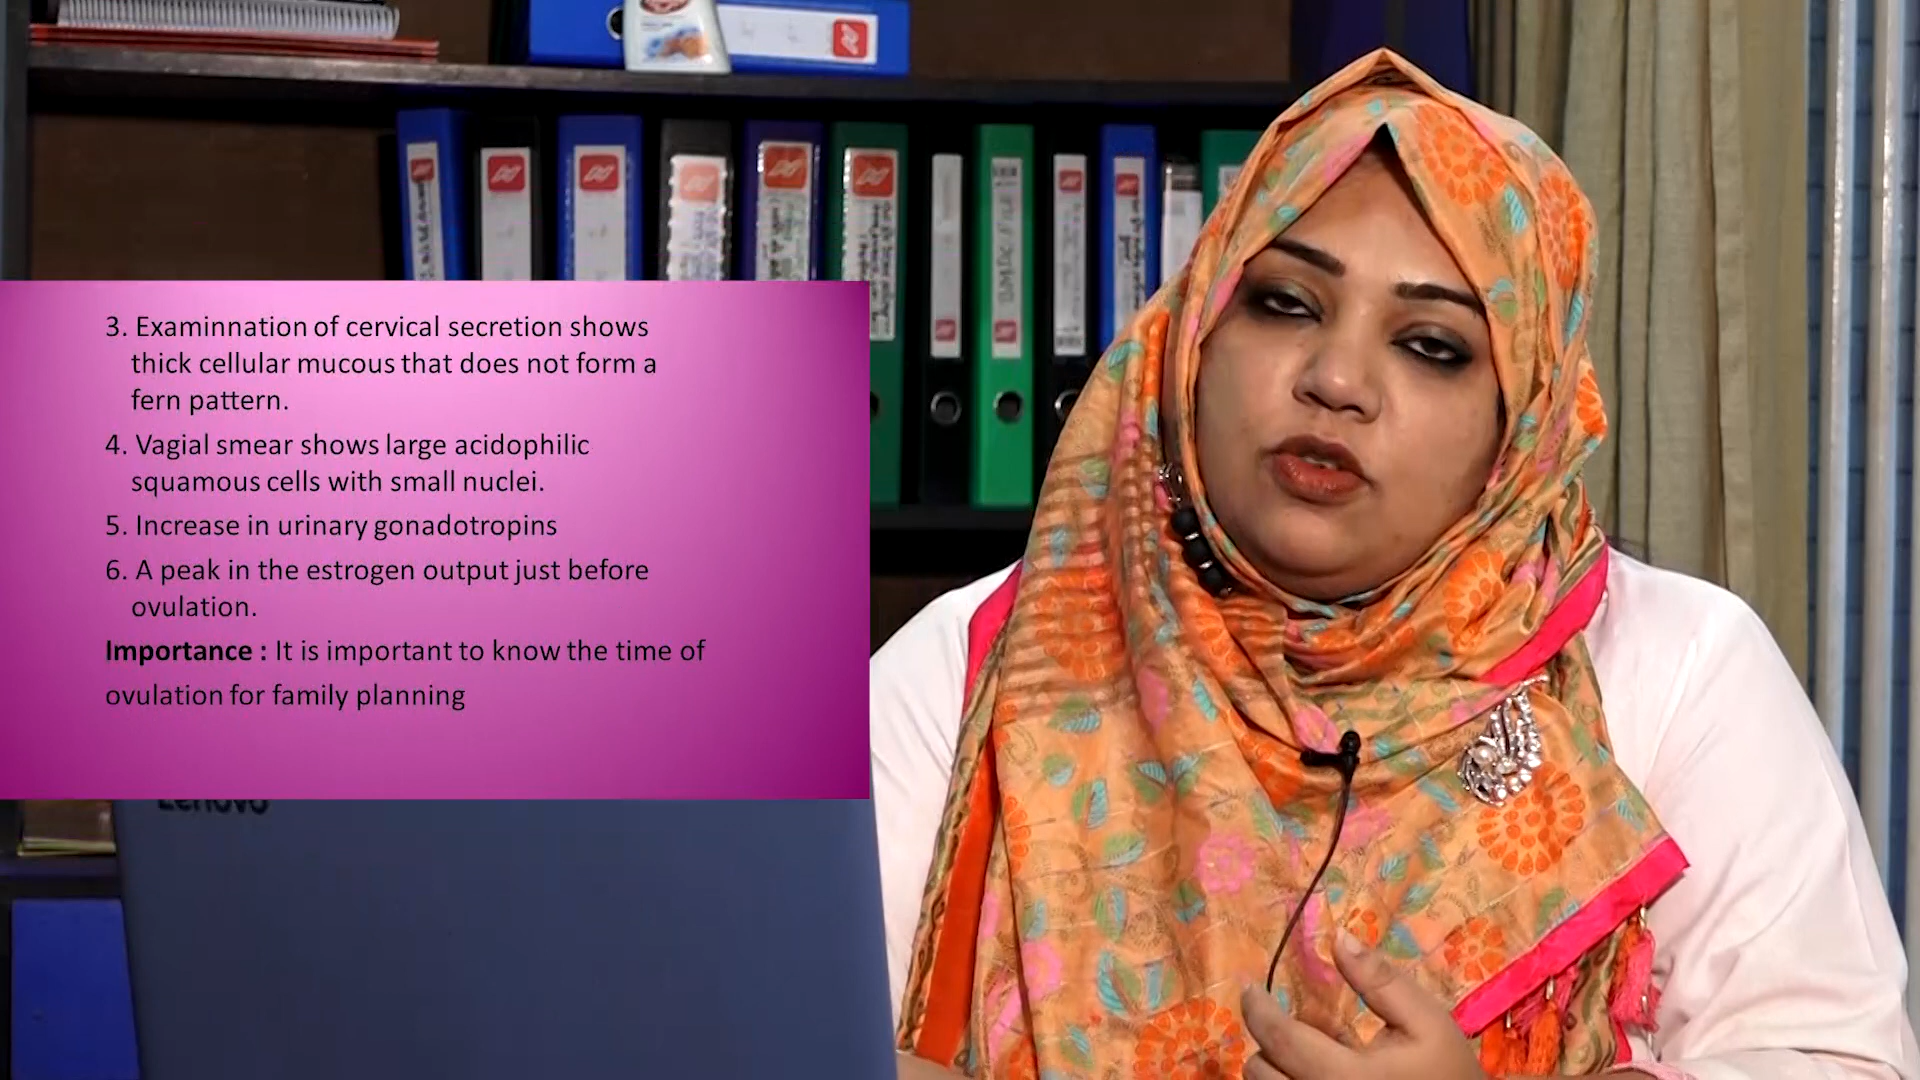 3. Examinnation of cervical secretion shows
thick cellular mucous that does not form a
fern pattern.
4. Vagial smear shows large acidophilic
squamous cells with small nuclei.
5. Increase in urinary gonadotropins
6. A peak in the estrogen output just before
ovulation.
Importance : It is important to know the time of
ovulation for family planning
Lenovo